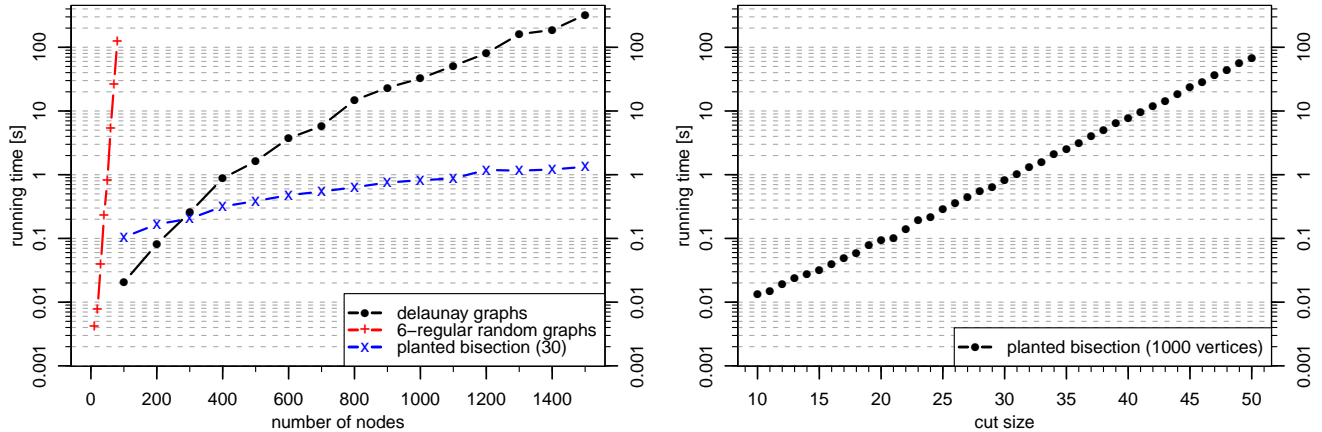 running time [s]
100
10
1
0.1
0.01
0.001
100
10
1
0.1
0.01
0.001
delaunay graphs
6−regular random graphs
planted bisection (30)
0 200 400 600 800 1000 1200 1400
number of nodes
running time [s]
100
10
1
0.1
0.01
0.001
100
10
1
0.1
0.01
0.001
planted bisection (1000 vertices)
10 15 20 25 30 35 40 45 50
cut size